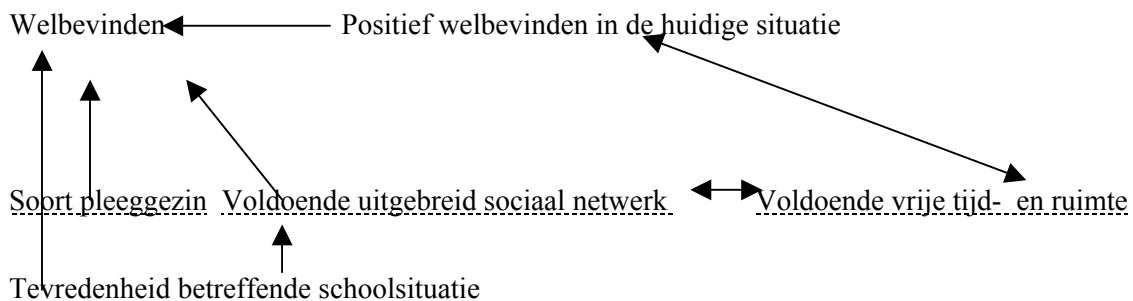 Welbevinden Positief welbevinden in de huidige situatie
Soort pleeggezin Voldoende uitgebreid sociaal netwerk Voldoende vrije tijd- en ruimte
Tevredenheid betreffende schoolsituatie